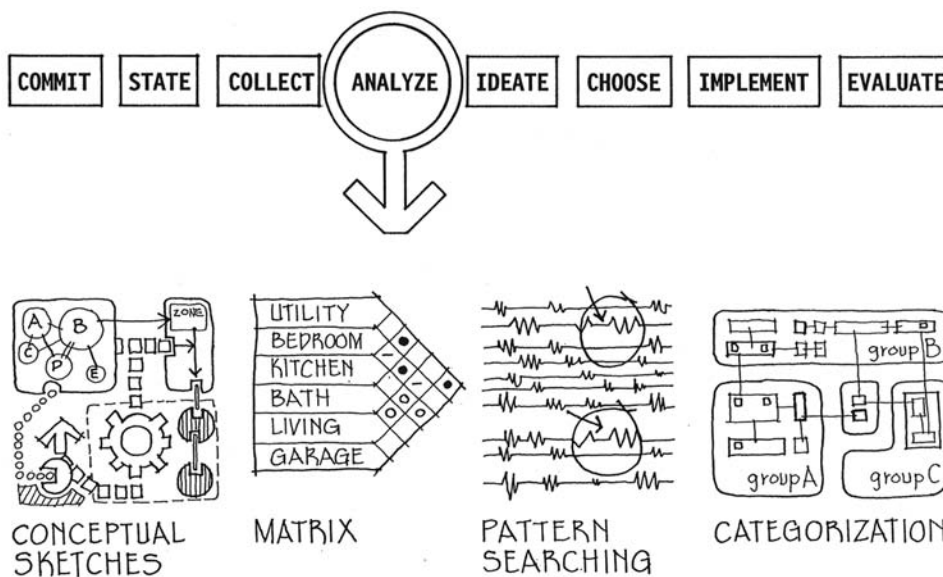 COMMIT STATE COLLECT ANALYZE IDEATE CHOOSE IMPLEMENT EVALUATE
A B C P E
ZONE
UTILITY
BEDROOM
KITCHEN
BATH
LIVING
GARAGE
group B
group A
group C
CONCEPTUAL
SKETCHES
MATRIX
PATTERN
SEARCHING
CATEGORIZATION